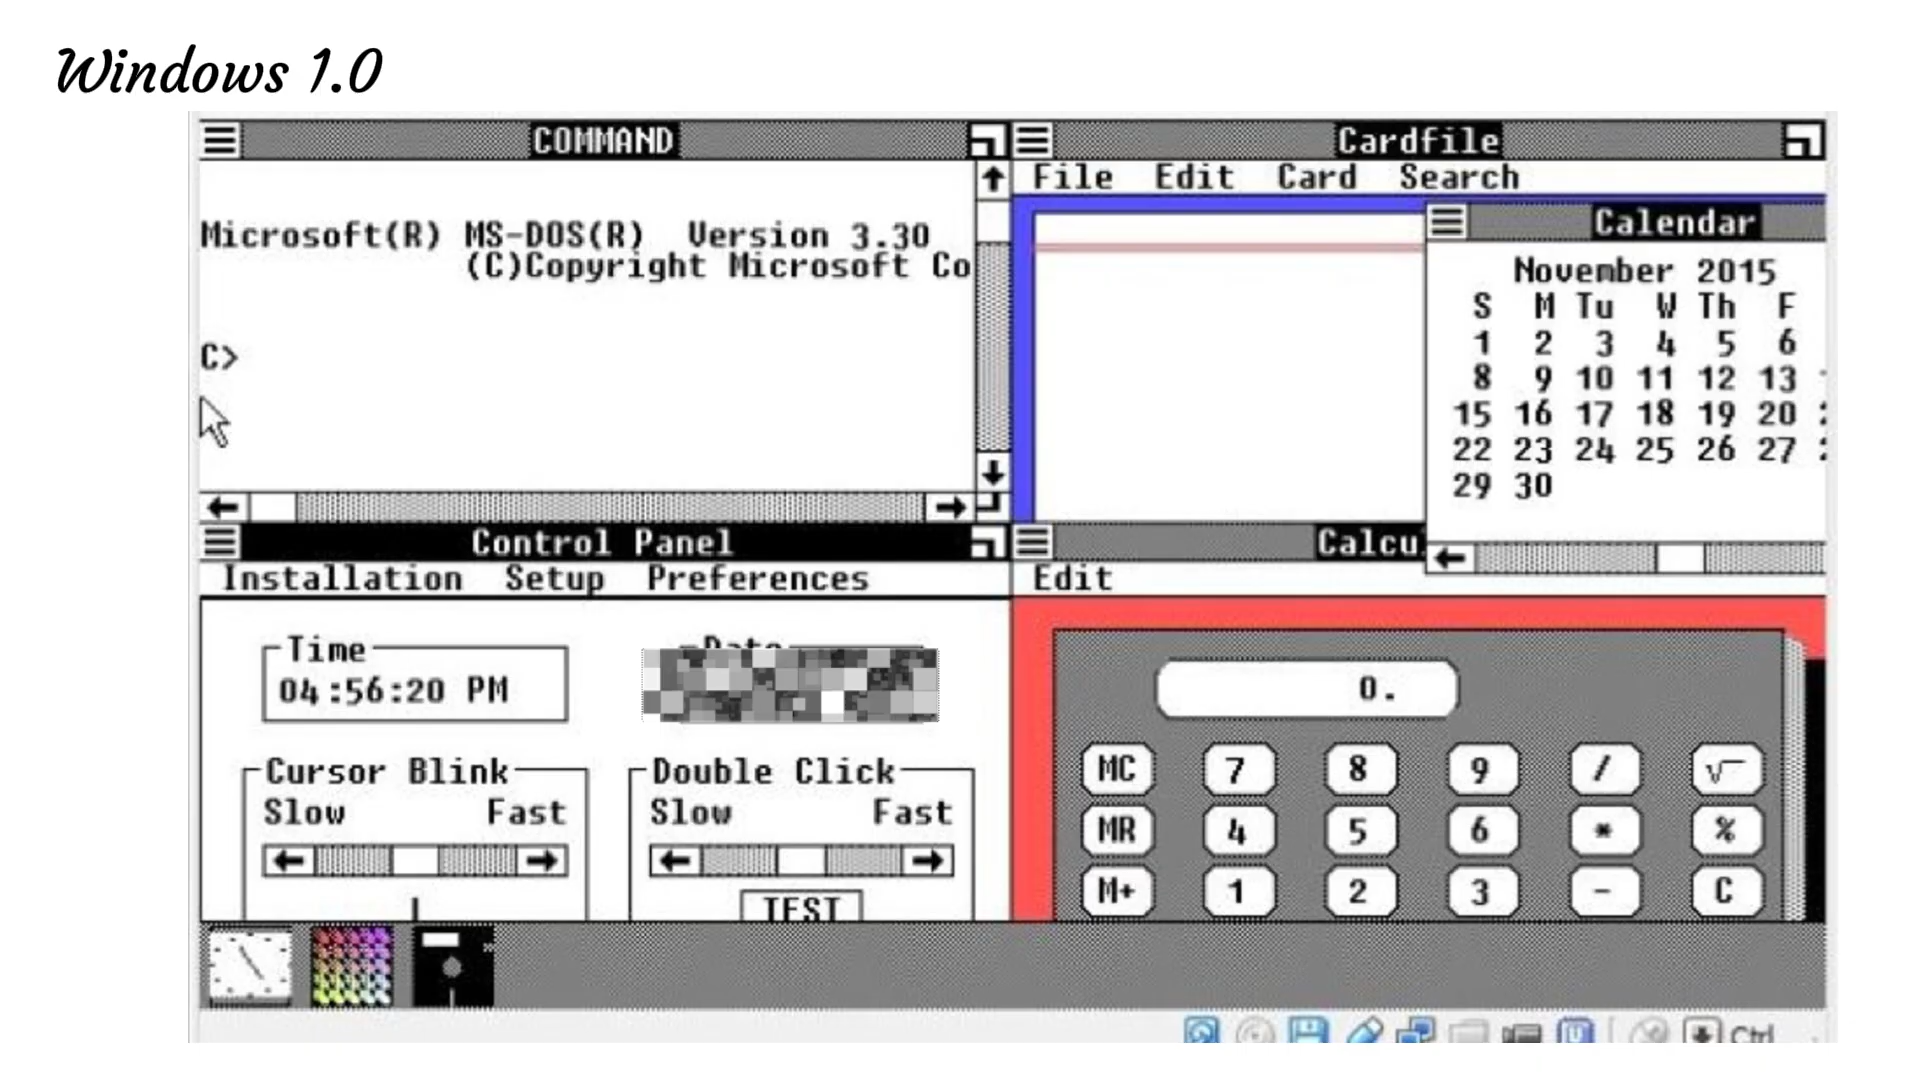 Windows 1.0
COMMAND
Microsoft(R) MS-DOS(R) Version 3.30
(C)Copyright Microsoft Co
C>
Cardfile
File Edit Card Search
Calendar
November 2015
S M Tu W Th F
1 2 3 4 5 6
8 9 10 11 12 13
15 16 17 18 19 20
22 23 24 25 26 27
29 30
Control Panel
Installation Setup Preferences
Time
04:56:20 PM
Date
Cursor Blink
Slow Fast
Double Click
Slow Fast
TEST
Calcu
Edit
0.
MC 7 8 9 / √
MR 4 5 6 * %
M+ 1 2 3 - C
Ctrl